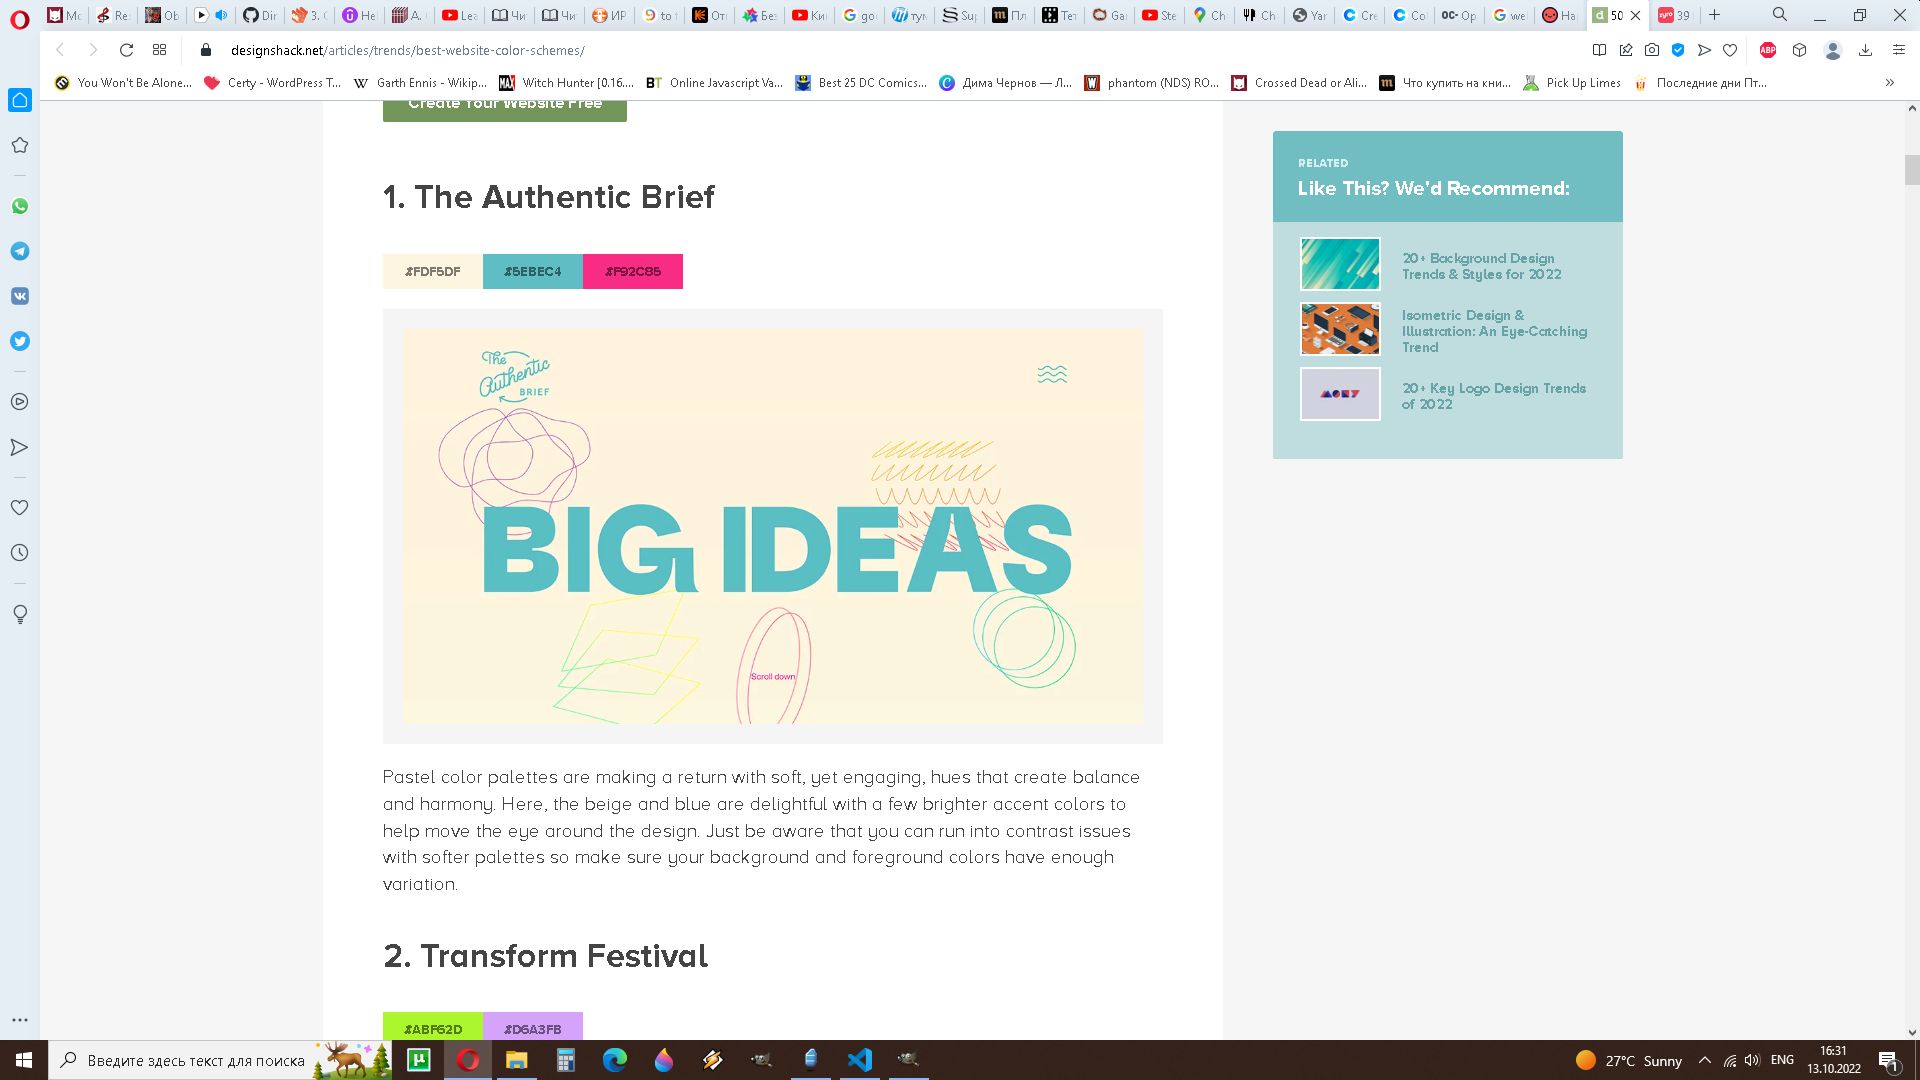 Mc
Re
Ob
Dir
3. C
He
A. C
Lea
Чи
Чи
ИР
to t
От
Бе
Ки
go
тур
Su
Пл
Тет
Ga
Ste
Ch
Ch
Yar
Cre
Co
Op
we
На
50
39
designshack.net/articles/trends/best-website-color-schemes/
You Won't Be Alone...
Certy - WordPress T...
Garth Ennis - Wikip...
Witch Hunter [0.16....
Online Javascript Va...
Best 25 DC Comics...
Дима Чернов — Л...
phantom (NDS) RO...
Crossed Dead or Ali...
Что купить на кни...
Pick Up Limes
Последние дни Пт...
Create Your Website Free
1. The Authentic Brief
#FDF5DF
#5EBEC4
#F92C85
The
Authentic
BRIEF
BIG IDEAS
Scroll down
Pastel color palettes are making a return with soft, yet engaging, hues that create balance
and harmony. Here, the beige and blue are delightful with a few brighter accent colors to
help move the eye around the design. Just be aware that you can run into contrast issues
with softer palettes so make sure your background and foreground colors have enough
variation.
2. Transform Festival
#ABF62D
#D6A3FB
RELATED
Like This? We'd Recommend:
20+ Background Design
Trends & Styles for 2022
Isometric Design &
Illustration: An Eye-Catching
Trend
20+ Key Logo Design Trends
of 2022
Введите здесь текст для поиска
27°C Sunny
ENG
16:31
13.10.2022